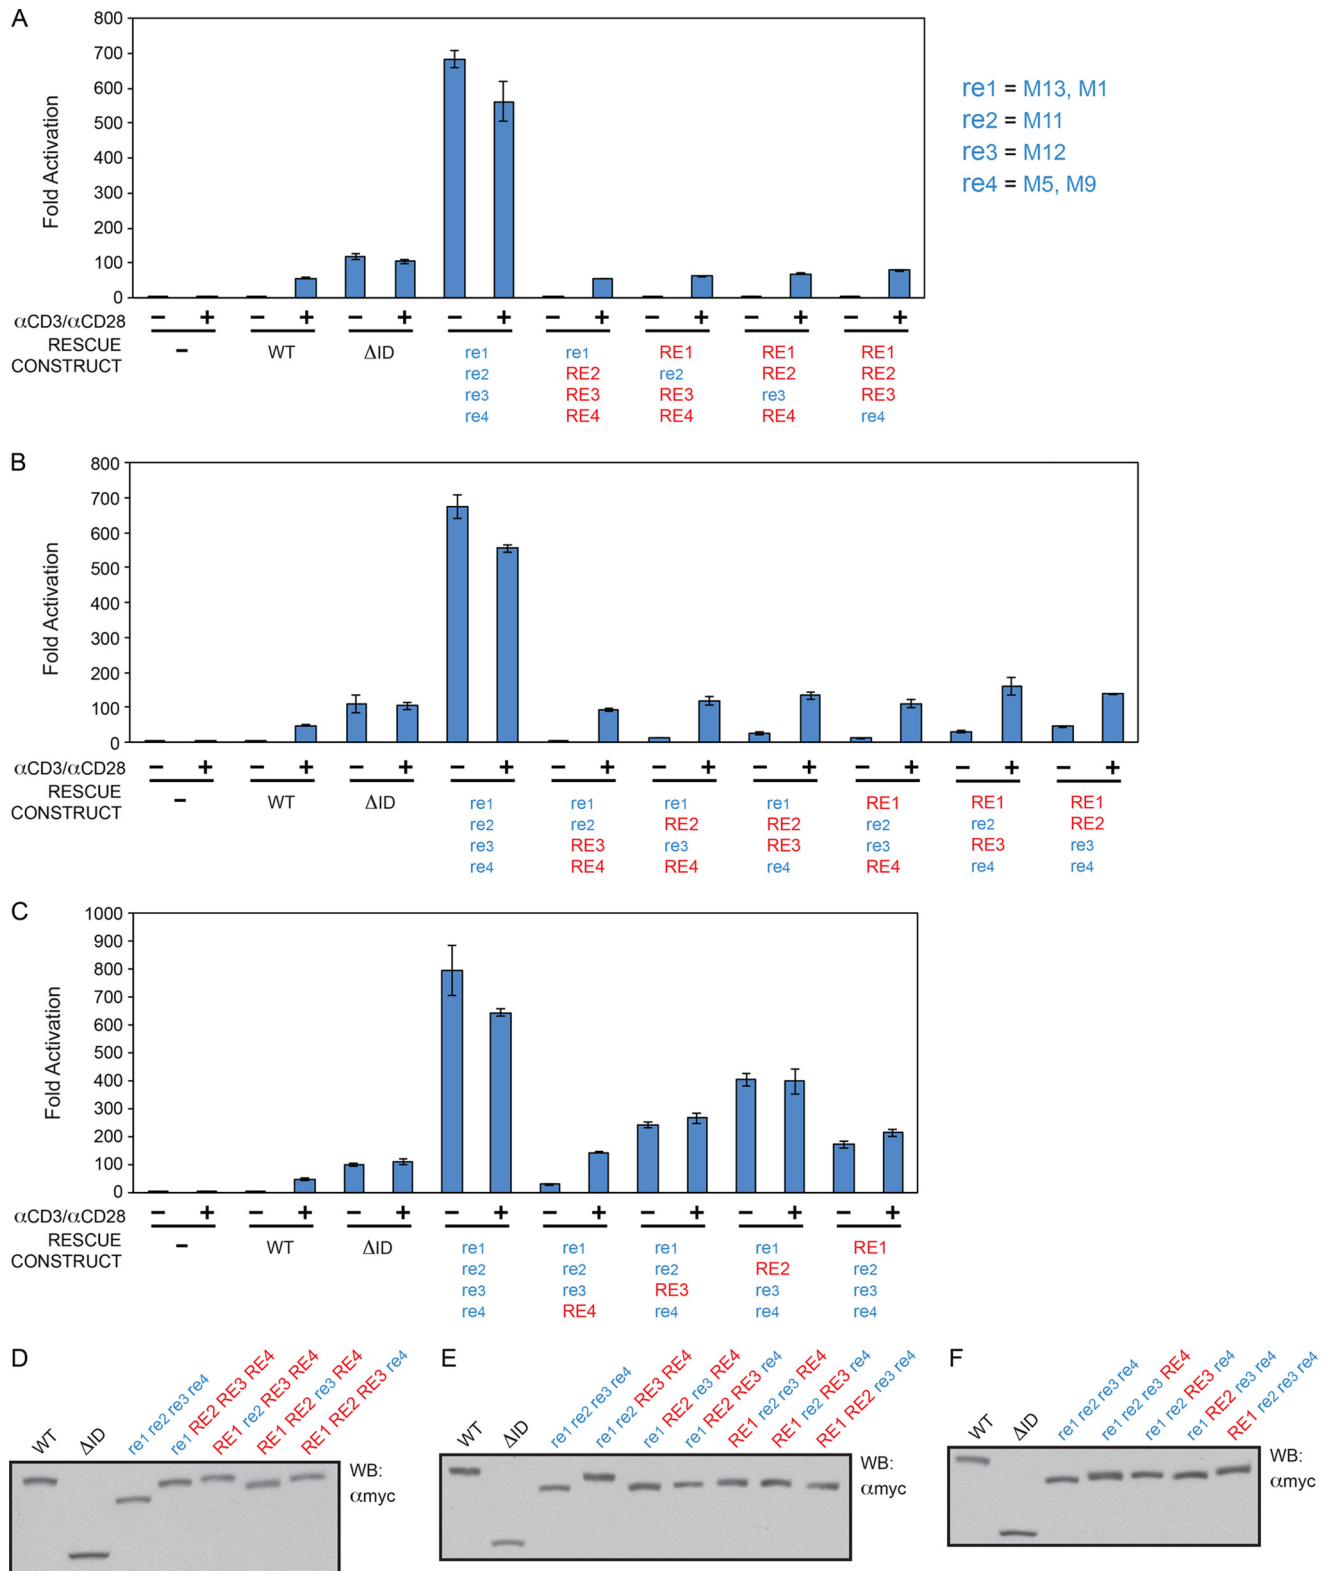 A
800
700
600
500
400
300
200
100
0
Fold Activation
re1 = M13, M1
re2 = M11
re3 = M12
re4 = M5, M9
αCD3/αCD28 − + − + − + − + − + − + − + − +
RESCUE CONSTRUCT
− WT ΔID re1 re1 RE1 RE1 RE1
re2 RE2 re2 RE2 RE2
re3 RE3 RE3 re3 RE3
re4 RE4 RE4 RE4 re4
B
800
700
600
500
400
300
200
100
0
Fold Activation
αCD3/αCD28 − + − + − + − + − + − + − + − + − + − +
RESCUE CONSTRUCT
− WT ΔID re1 re1 re1 re1 RE1 RE1 RE1
re2 re2 RE2 RE2 re2 re2 RE2
re3 RE3 re3 RE3 re3 RE3 re3
re4 RE4 RE4 re4 RE4 re4 re4
C
1000
900
800
700
600
500
400
300
200
100
0
Fold Activation
αCD3/αCD28 − + − + − + − + − + − + − + − +
RESCUE CONSTRUCT
− WT ΔID re1 re1 re1 re1 RE1
re2 re2 re2 RE2 re2
re3 re3 RE3 re3 re3
re4 RE4 re4 re4 re4
D
WT
ΔID
re1 re2 re3 re4
re1 RE2 RE3 RE4
RE1 re2 RE3 RE4
RE1 RE2 re3 RE4
RE1 RE2 RE3 re4
WB:
αmyc
E
WT
ΔID
re1 re2 re3 re4
re1 re2 RE3 RE4
re1 RE2 re3 RE4
re1 RE2 RE3 re4
RE1 re2 re3 RE4
RE1 re2 RE3 re4
RE1 RE2 re3 re4
WB:
αmyc
F
WT
ΔID
re1 re2 re3 re4
re1 re2 re3 RE4
re1 re2 RE3 re4
re1 RE2 re3 re4
RE1 re2 re3 re4
WB:
αmyc